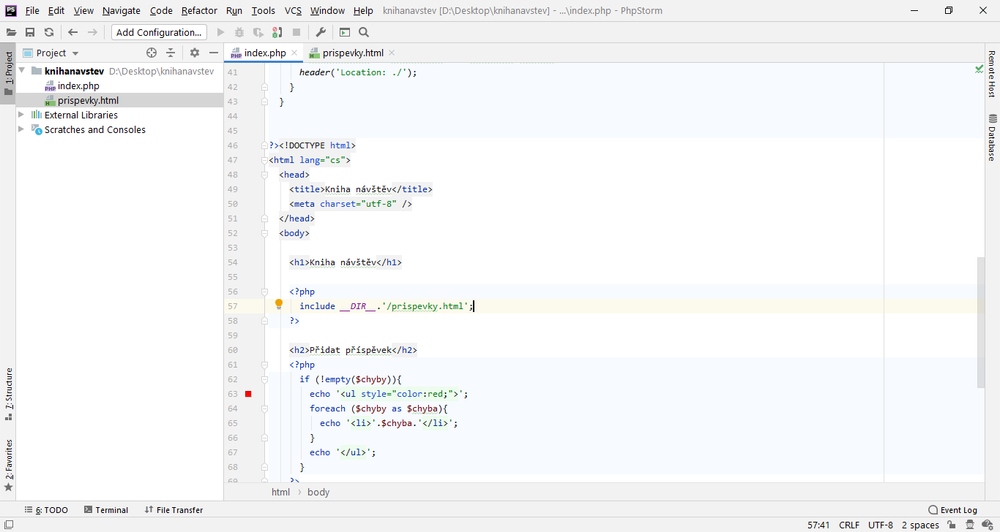 PS File Edit View Navigate Code Refactor Run Tools VCS Window Help knihanavstev [D:\Desktop\knihanavstev] - ...\index.php - PhpStorm
Add Configuration...
1: Project
Project
index.php
prispevky.html
knihanavstev D:\Desktop\knihanavstev
index.php
prispevky.html
External Libraries
Scratches and Consoles
41 header('Location: ./');
42 }
43 }
44
45
46 ?><!DOCTYPE html>
47 <html lang="cs">
48 <head>
49 <title>Kniha návštěv</title>
50 <meta charset="utf-8" />
51 </head>
52 <body>
53
54 <h1>Kniha návštěv</h1>
55
56 <?php
57 include __DIR__.'/prispevky.html';
58 ?>
59
60 <h2>Přidat příspěvek</h2>
61 <?php
62 if (!empty($chyby)){
63 echo '<ul style="color:red;">';
64 foreach ($chyby as $chyba){
65 echo '<li>'.$chyba.'</li>';
66 }
67 echo '</ul>';
68 }
69 ?>
html › body
Remote Host
Database
7: Structure
2: Favorites
6: TODO Terminal File Transfer Event Log
57:41 CRLF UTF-8 2 spaces